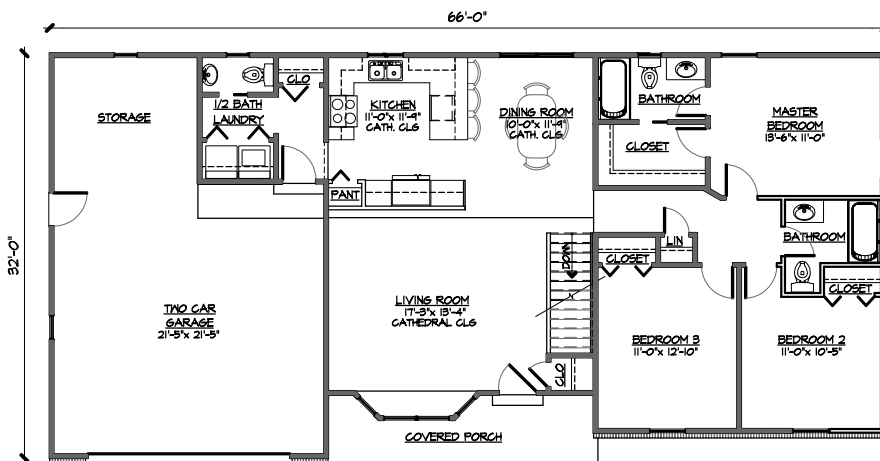 66'-0"
32'-0"
STORAGE
CLO
1/2 BATH
LAUNDRY
KITCHEN
11'-0"x 11'-9"
CATH. CLG
DINING ROOM
10'-0"x 11'-9"
CATH. CLG
BATHROOM
CLOSET
MASTER
BEDROOM
13'-6"x 11'-0"
PANT
LIN
BATHROOM
CLOSET
DOWN
CLOSET
TWO CAR
GARAGE
21'-5"x 21'-5"
LIVING ROOM
17'-3"x 13'-4"
CATHEDRAL CLG
CLO
BEDROOM 3
11'-0"x 12'-10"
BEDROOM 2
11'-0"x 10'-5"
COVERED PORCH